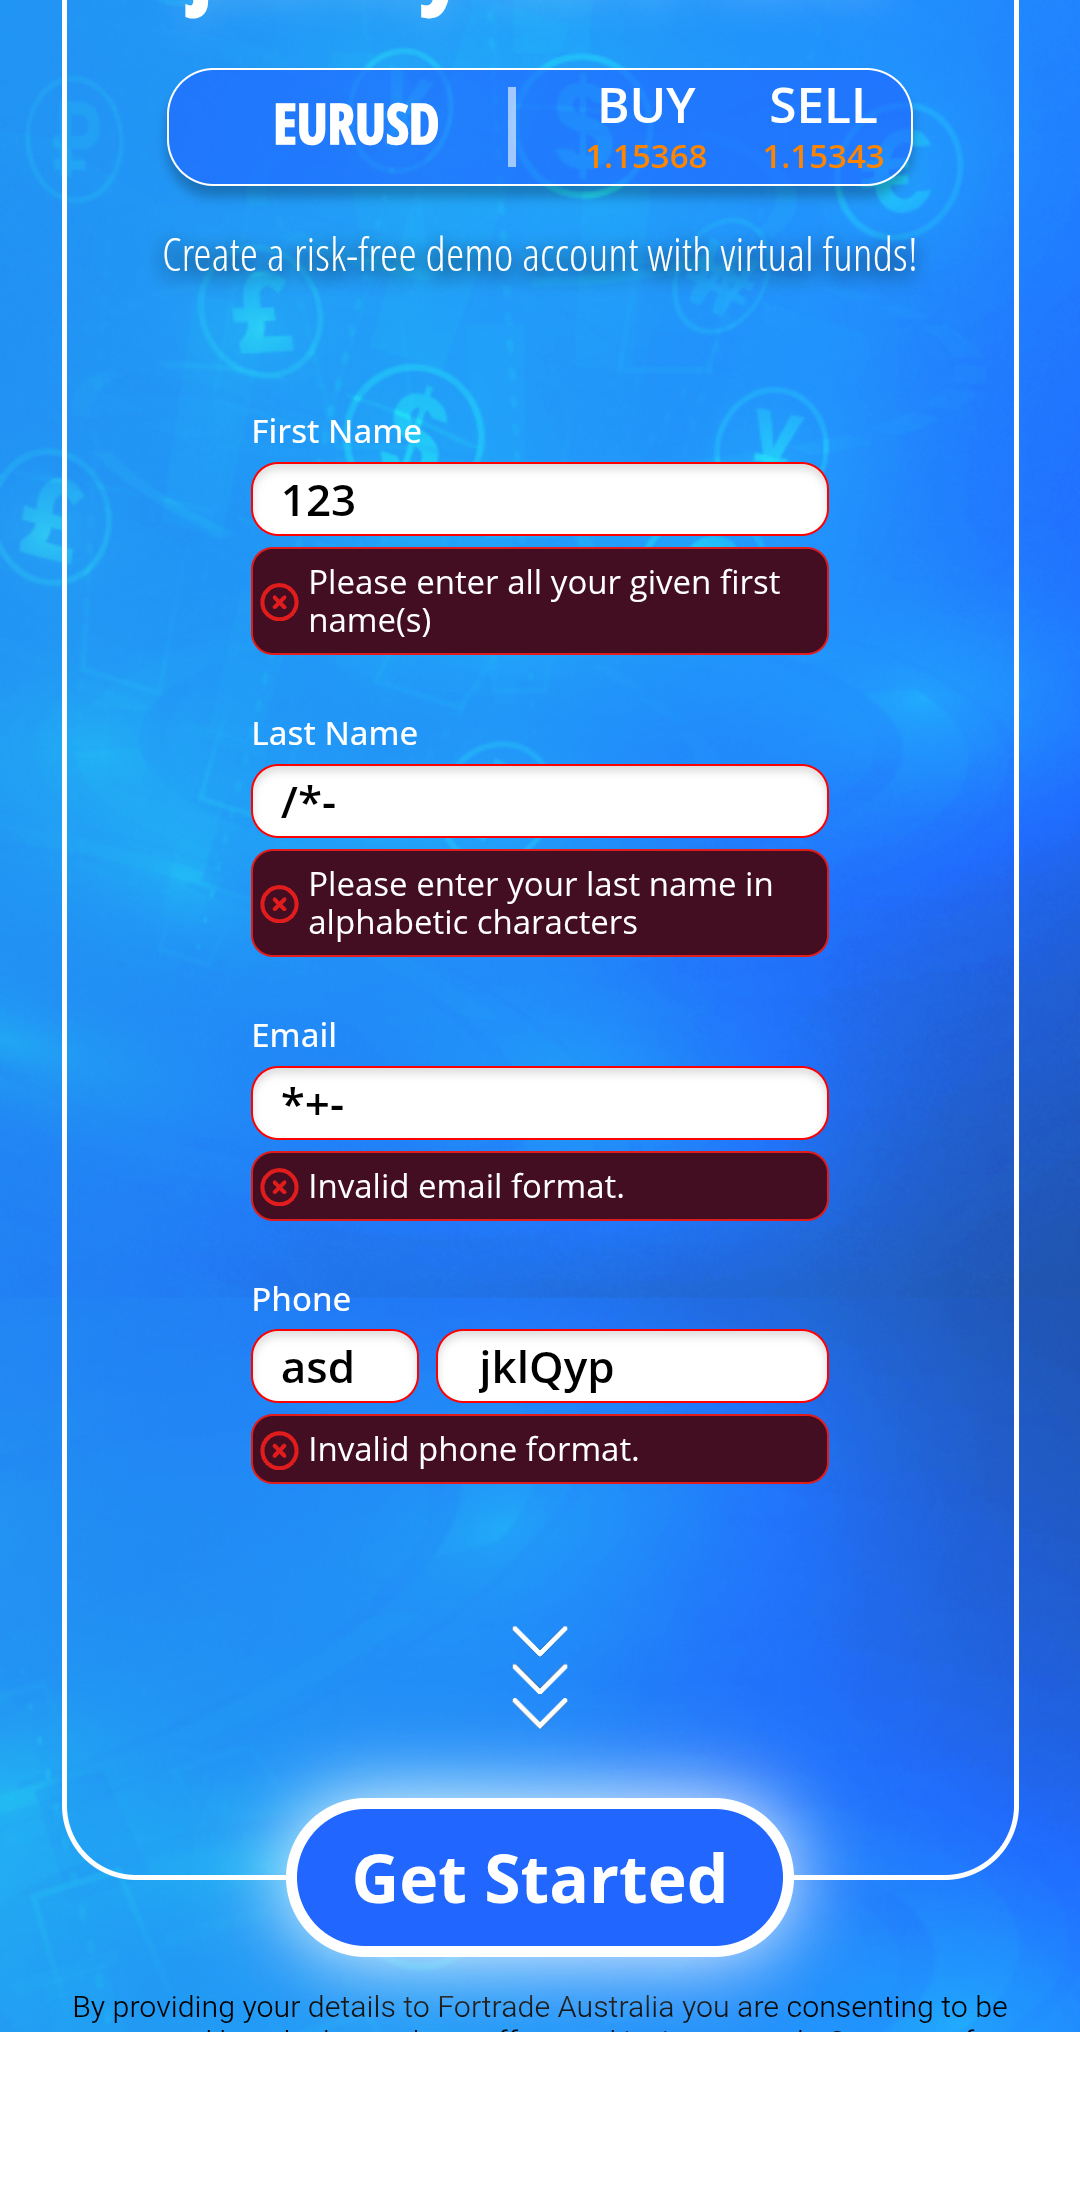 EURUSD
BUY
SELL
1.15368
1.15343
Create a risk-free demo account with virtual funds!
First Name
123
Please enter all your given first
name(s)
Last Name
/*-
Please enter your last name in
alphabetic characters
Email
*+-
Invalid email format.
Phone
asd
jklQyp
Invalid phone format.
Get Started
By providing your details to Fortrade Australia you are consenting to be